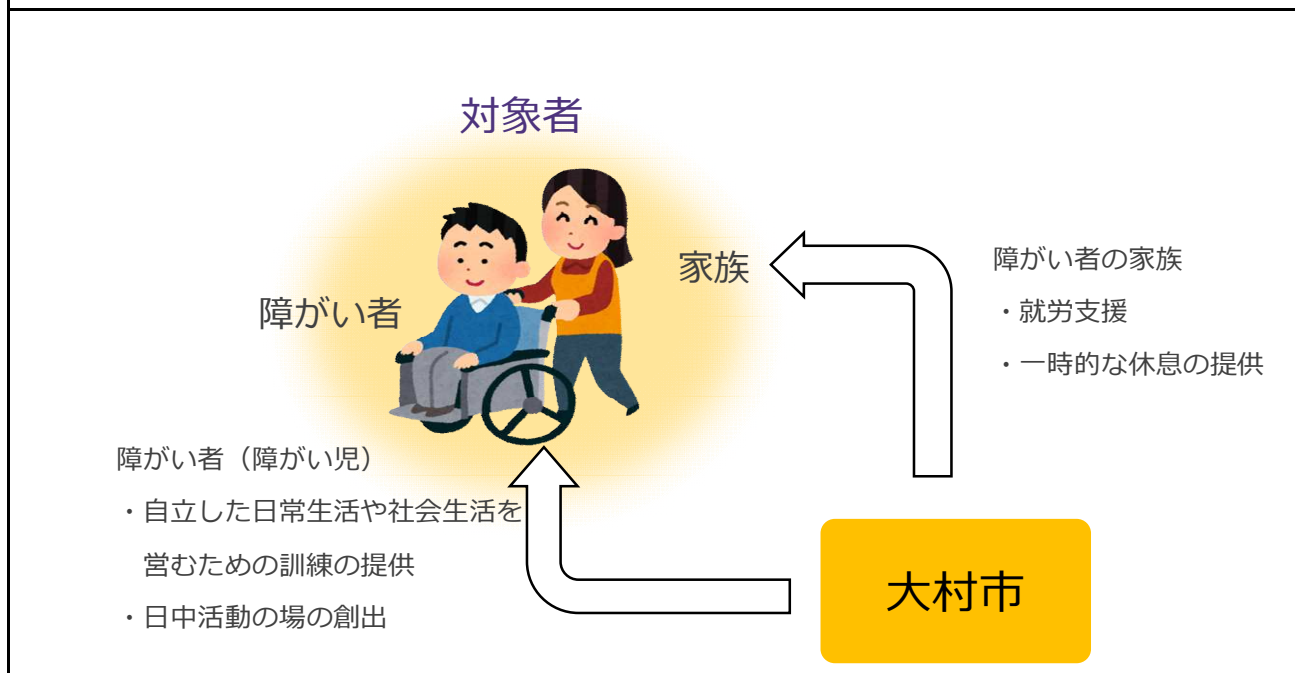 対象者
障がい者
家族
障がい者の家族
・就労支援
・一時的な休息の提供
障がい者（障がい児）
・自立した日常生活や社会生活を
営むための訓練の提供
・日中活動の場の創出
大村市